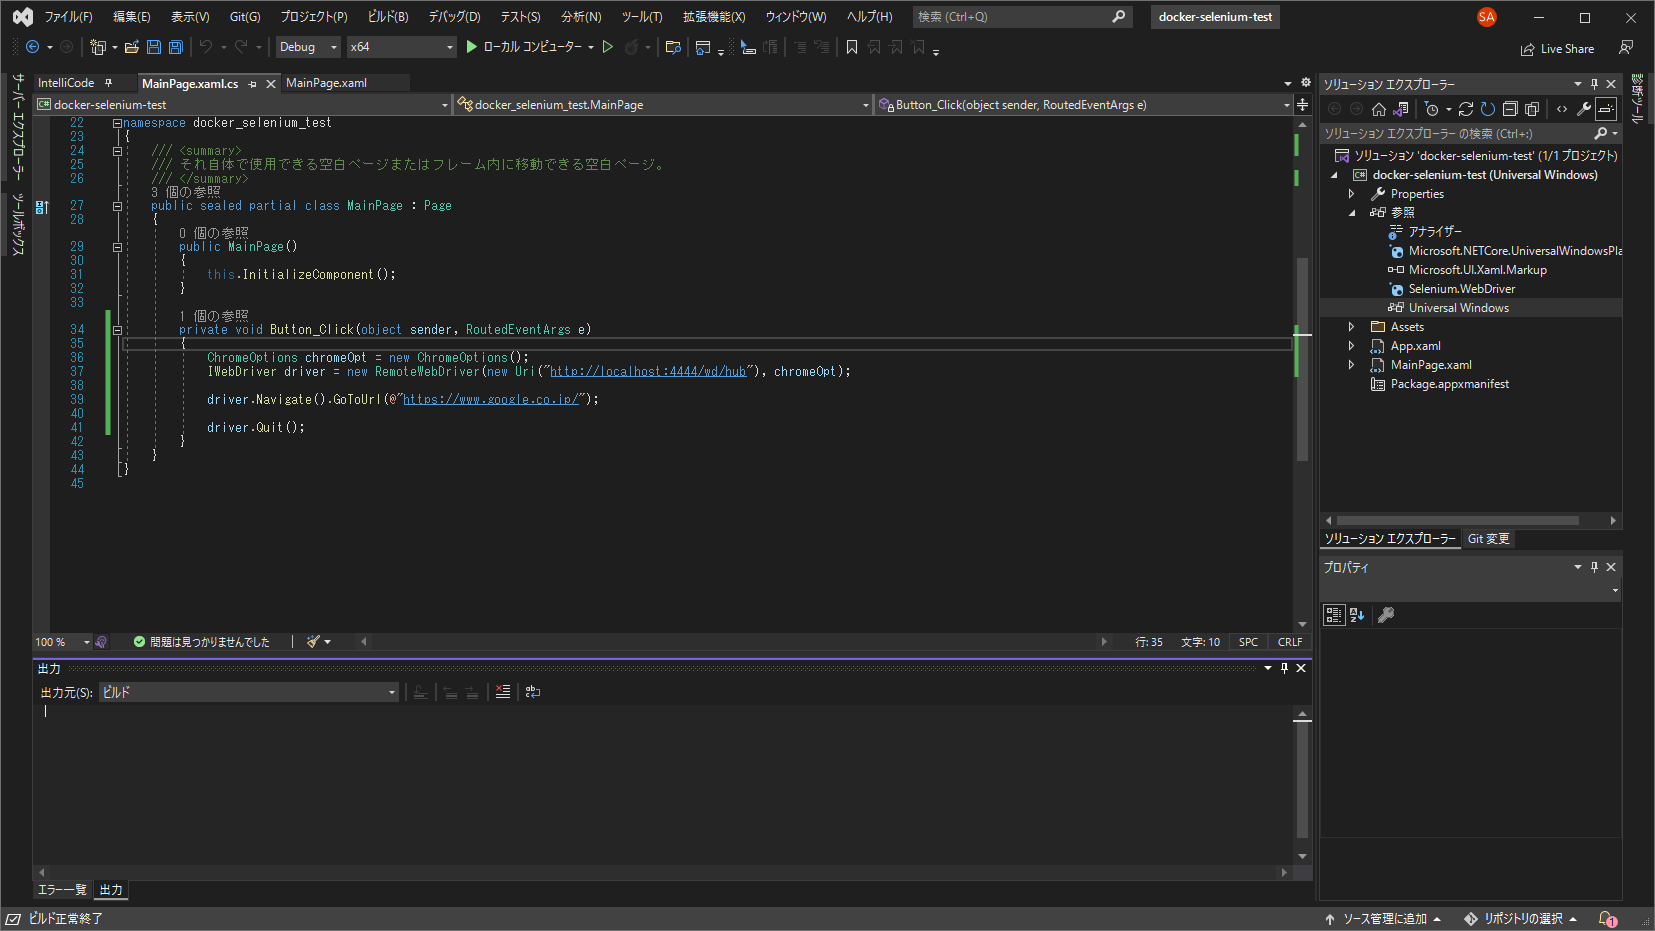 ファイル(F) 編集(E) 表示(V) Git(G) プロジェクト(P) ビルド(B) デバッグ(D) テスト(S) 分析(N) ツール(T) 拡張機能(X) ウィンドウ(W) ヘルプ(H) 検索 (Ctrl+Q) docker-selenium-test SA
Debug x64 ローカル コンピューター Live Share
サーバー エクスプローラー
ツールボックス
IntelliCode MainPage.xaml.cs MainPage.xaml
docker-selenium-test docker_selenium_test.MainPage Button_Click(object sender, RoutedEventArgs e)
22 namespace docker_selenium_test
23 {
24 /// <summary>
25 /// それ自体で使用できる空白ページまたはフレーム内に移動できる空白ページ。
26 /// </summary>
3 個の参照
27 public sealed partial class MainPage : Page
28 {
0 個の参照
29 public MainPage()
30 {
31 this.InitializeComponent();
32 }
33
1 個の参照
34 private void Button_Click(object sender, RoutedEventArgs e)
35 {
36 ChromeOptions chromeOpt = new ChromeOptions();
37 IWebDriver driver = new RemoteWebDriver(new Uri("http://localhost:4444/wd/hub"), chromeOpt);
38
39 driver.Navigate().GoToUrl(@"https://www.google.co.jp/");
40
41 driver.Quit();
42 }
43 }
44 }
45
100 % 問題は見つかりませんでした 行: 35 文字: 10 SPC CRLF
出力
出力元(S): ビルド
エラー一覧 出力
ソリューション エクスプローラー
ソリューション エクスプローラー の検索 (Ctrl+:)
ソリューション 'docker-selenium-test' (1/1 プロジェクト)
docker-selenium-test (Universal Windows)
Properties
参照
アナライザー
Microsoft.NETCore.UniversalWindowsPla
Microsoft.UI.Xaml.Markup
Selenium.WebDriver
Universal Windows
Assets
App.xaml
MainPage.xaml
Package.appxmanifest
ソリューション エクスプローラー Git 変更
プロパティ
診断ツール
ビルド正常終了 ソース管理に追加 リポジトリの選択 1